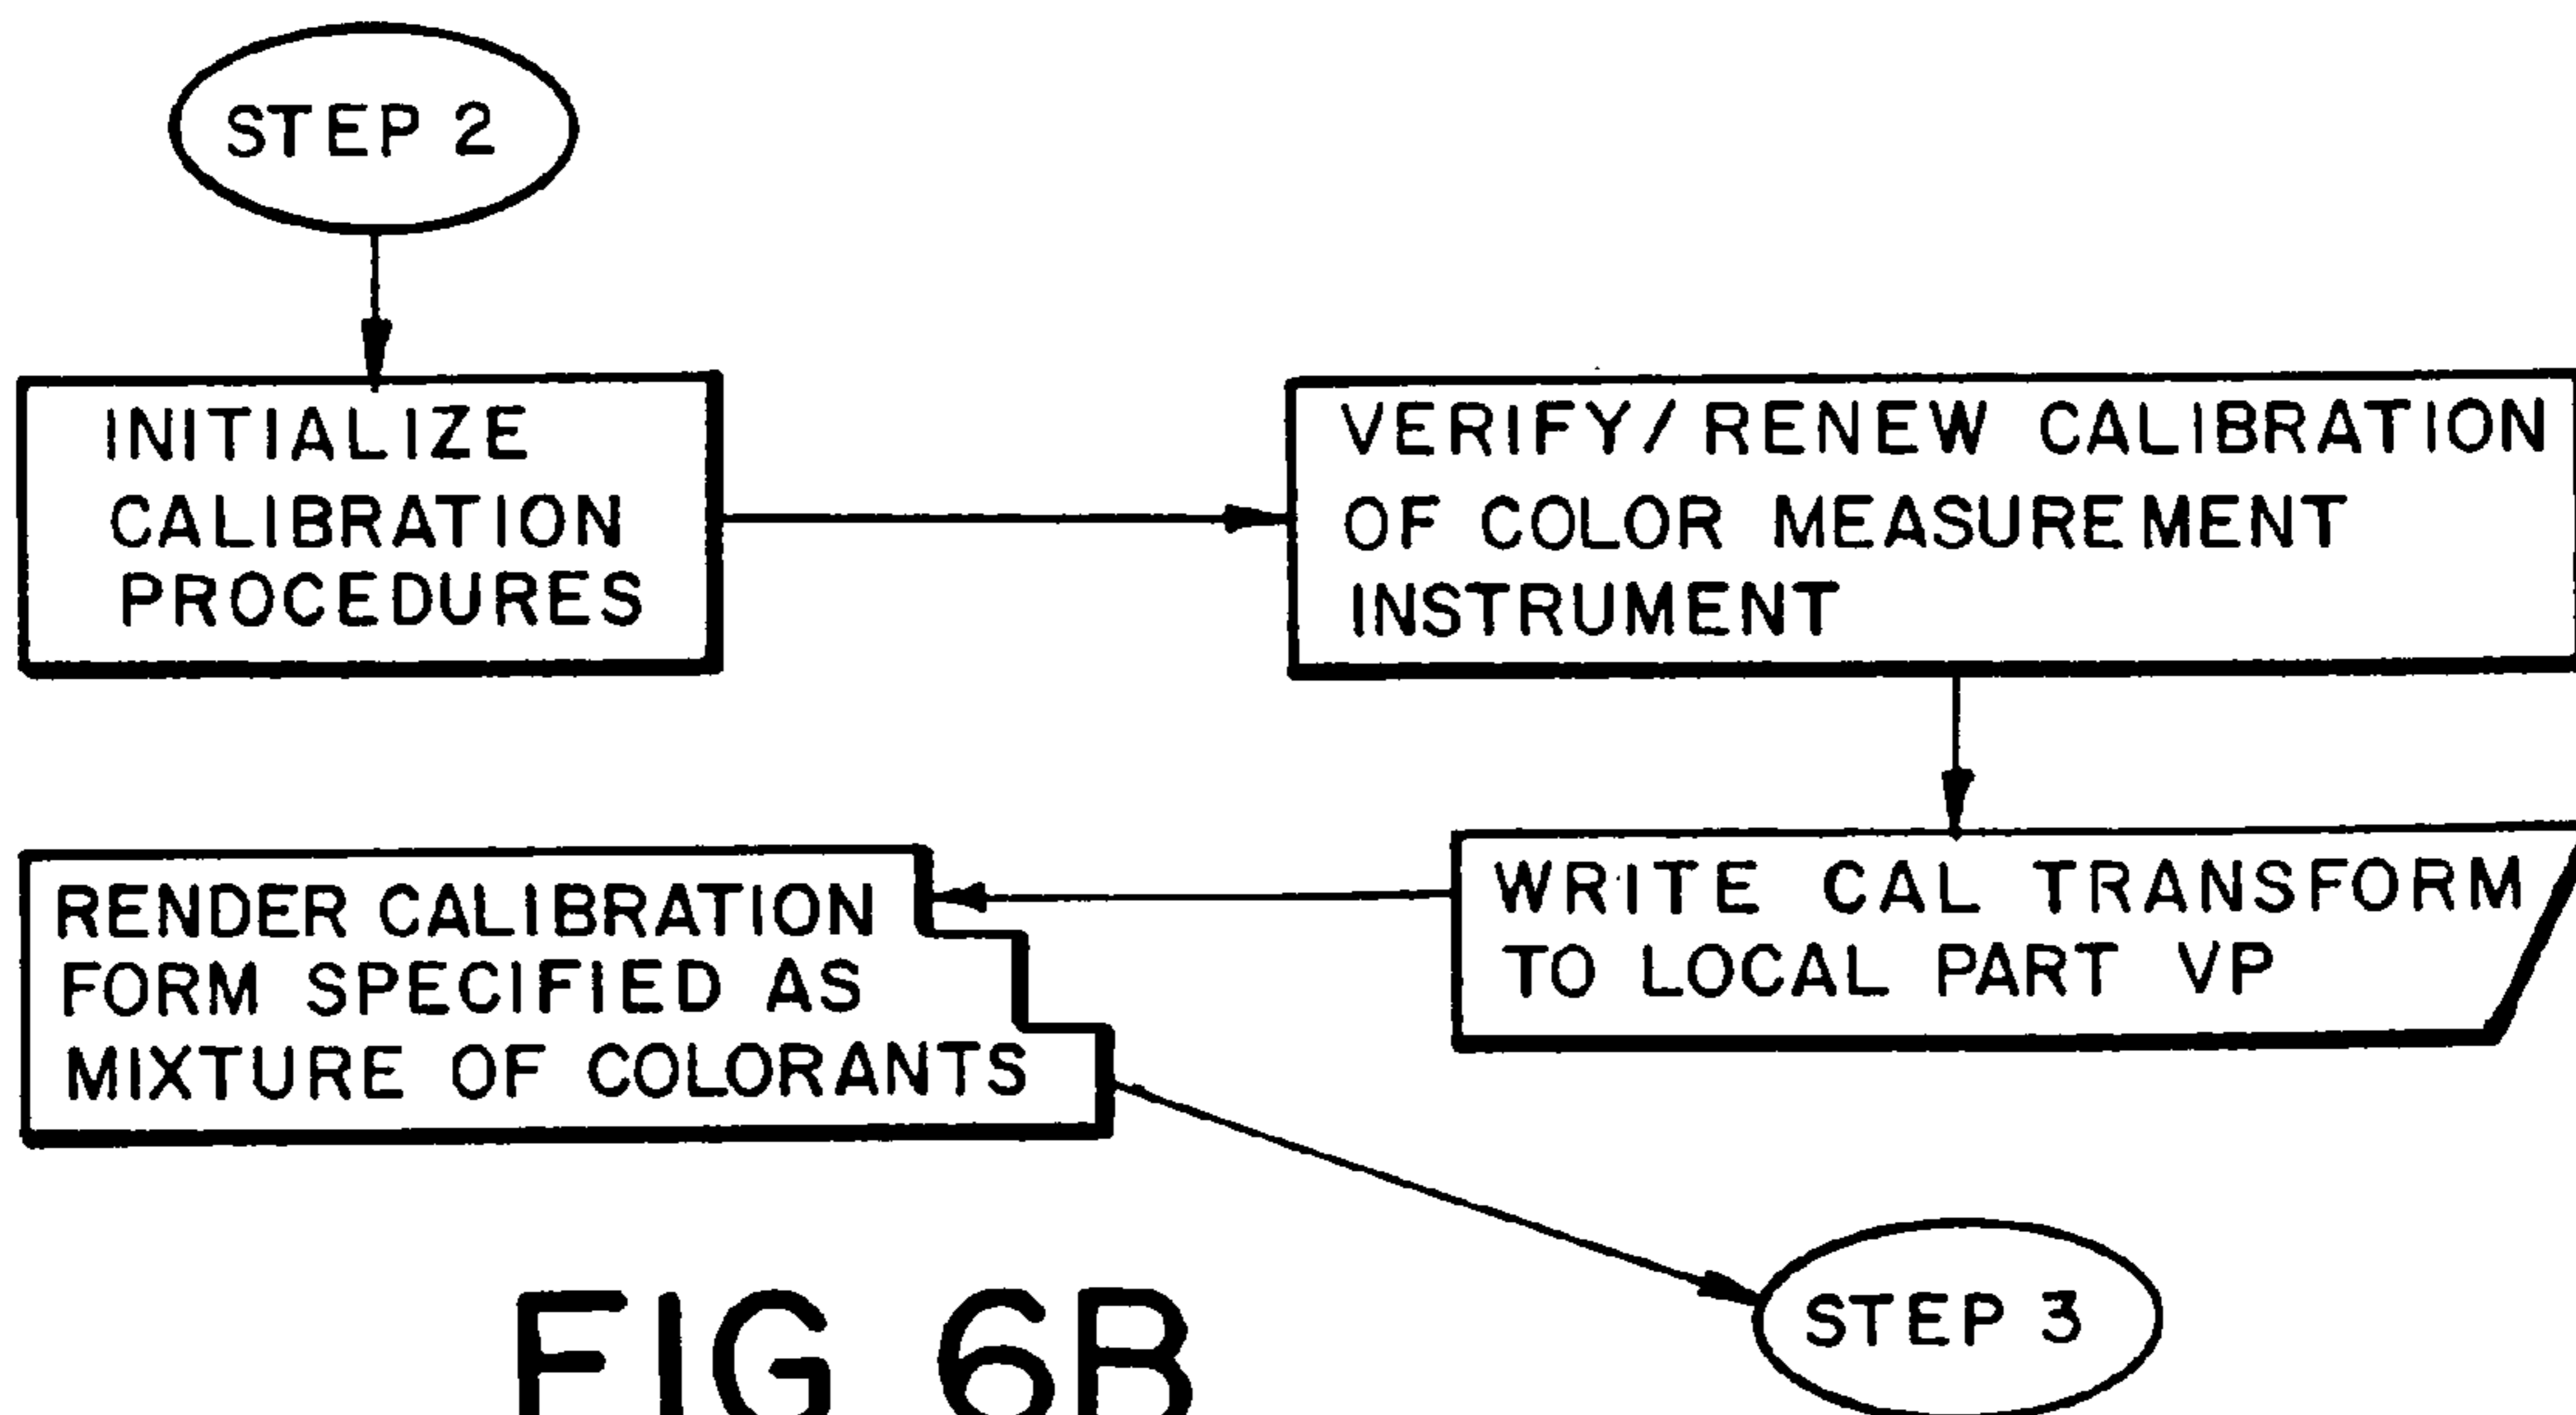 STEP 2
INITIALIZE
CALIBRATION
PROCEDURES
VERIFY/ RENEW CALIBRATION
OF COLOR MEASUREMENT
INSTRUMENT
WRITE CAL TRANSFORM
TO LOCAL PART VP
RENDER CALIBRATION
FORM SPECIFIED AS
MIXTURE OF COLORANTS
STEP 3
FIG 6B